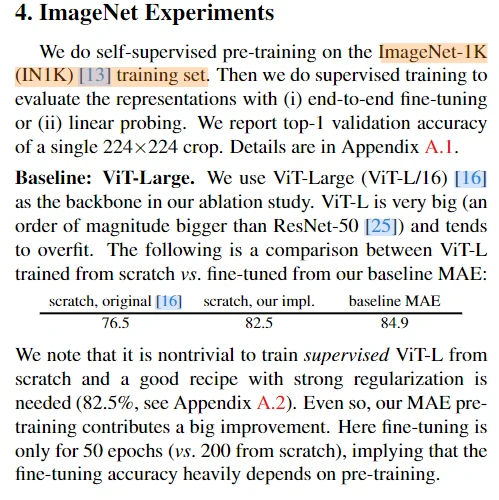 4. ImageNet Experiments
We do self-supervised pre-training on the ImageNet-1K
(IN1K) [13] training set. Then we do supervised training to
evaluate the representations with (i) end-to-end fine-tuning
or (ii) linear probing. We report top-1 validation accuracy
of a single 224×224 crop. Details are in Appendix A.1.
Baseline: ViT-Large. We use ViT-Large (ViT-L/16) [16]
as the backbone in our ablation study. ViT-L is very big (an
order of magnitude bigger than ResNet-50 [25]) and tends
to overfit. The following is a comparison between ViT-L
trained from scratch vs. fine-tuned from our baseline MAE:
scratch, original [16] scratch, our impl. baseline MAE
76.5 82.5 84.9
We note that it is nontrivial to train supervised ViT-L from
scratch and a good recipe with strong regularization is
needed (82.5%, see Appendix A.2). Even so, our MAE pre-
training contributes a big improvement. Here fine-tuning is
only for 50 epochs (vs. 200 from scratch), implying that the
fine-tuning accuracy heavily depends on pre-training.